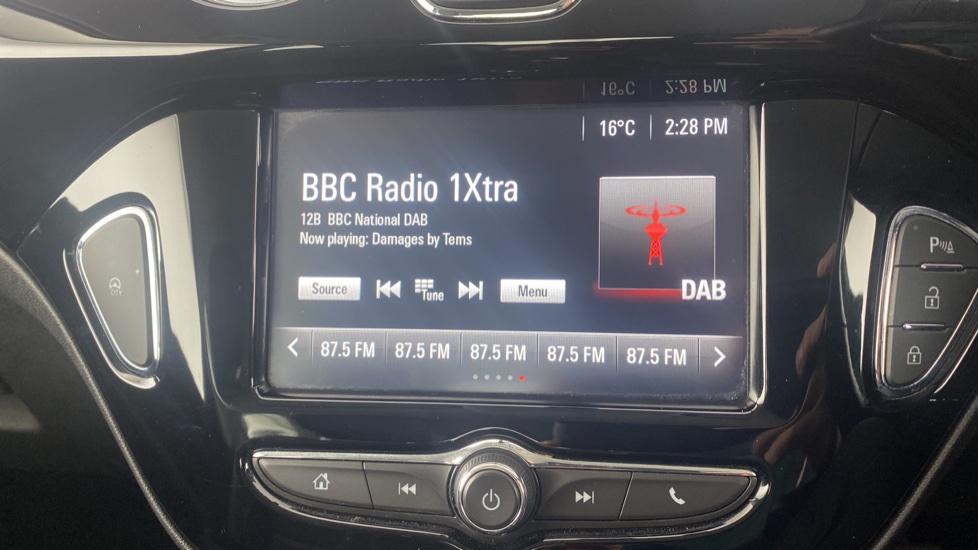 16°C 2:28 PM
BBC Radio 1Xtra
12B BBC National DAB
Now playing: Damages by Tems
DAB
Source Tune Menu
87.5 FM 87.5 FM 87.5 FM 87.5 FM 87.5 FM
CITY
P